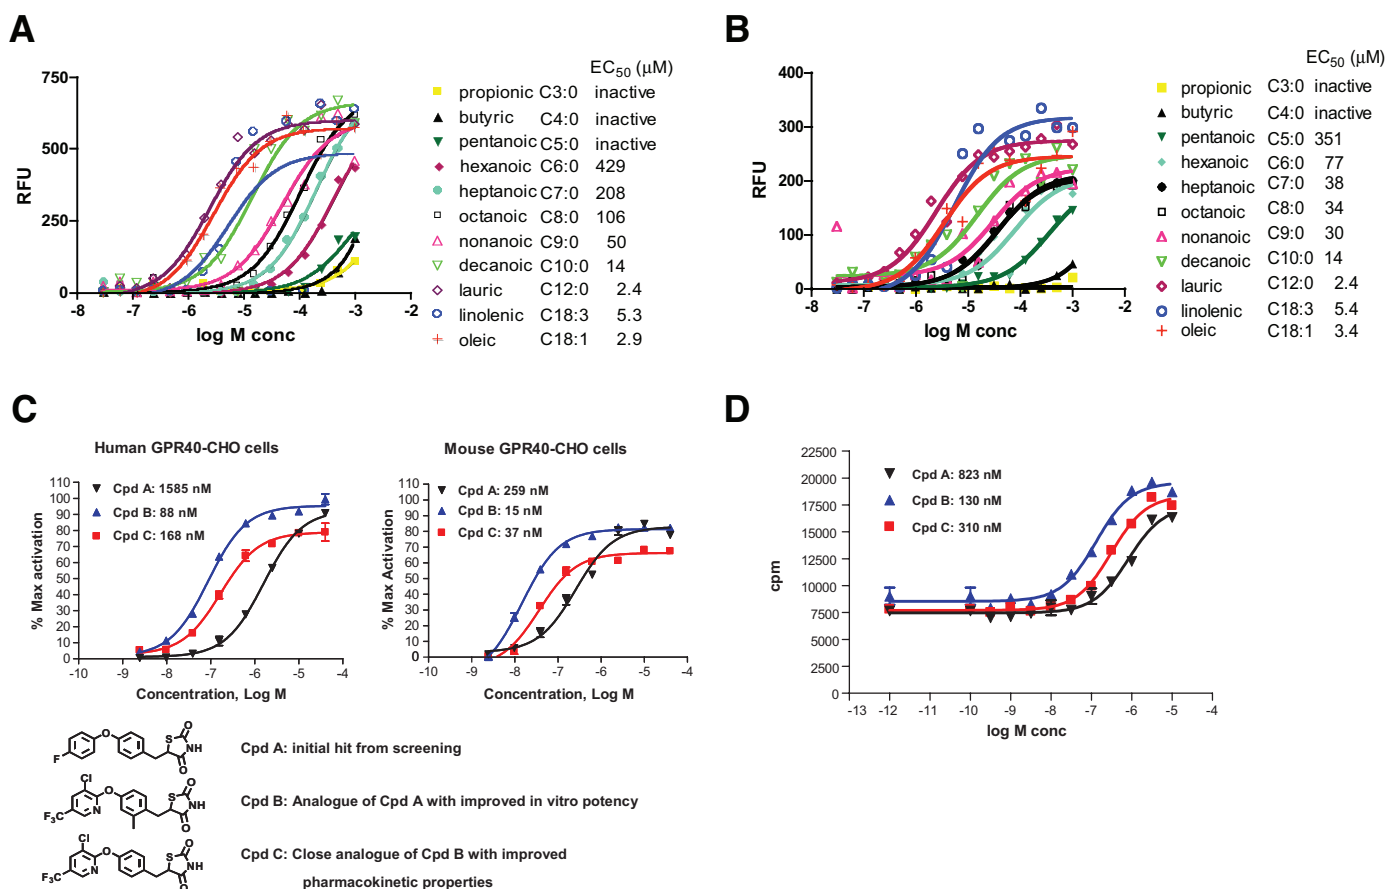 A
EC50 (μM)
750
500
250
0
RFU
-8 -7 -6 -5 -4 -3 -2
log M conc
propionic C3:0 inactive
butyric C4:0 inactive
pentanoic C5:0 inactive
hexanoic C6:0 429
heptanoic C7:0 208
octanoic C8:0 106
nonanoic C9:0 50
decanoic C10:0 14
lauric C12:0 2.4
linolenic C18:3 5.3
oleic C18:1 2.9
B
EC50 (μM)
400
300
200
100
0
RFU
-8 -7 -6 -5 -4 -3 -2
log M conc
propionic C3:0 inactive
butyric C4:0 inactive
pentanoic C5:0 351
hexanoic C6:0 77
heptanoic C7:0 38
octanoic C8:0 34
nonanoic C9:0 30
decanoic C10:0 14
lauric C12:0 2.4
linolenic C18:3 5.4
oleic C18:1 3.4
C
Human GPR40-CHO cells
110
100
90
80
70
60
50
40
30
20
10
0
% Max activation
Cpd A: 1585 nM
Cpd B: 88 nM
Cpd C: 168 nM
-10 -9 -8 -7 -6 -5 -4
Concentration, Log M
Mouse GPR40-CHO cells
110
100
90
80
70
60
50
40
30
20
10
0
% Max Activation
Cpd A: 259 nM
Cpd B: 15 nM
Cpd C: 37 nM
-10 -9 -8 -7 -6 -5 -4
Concentration, Log M
F O S O NH O
Cpd A: initial hit from screening
Cl F3C N O S O NH O
Cpd B: Analogue of Cpd A with improved in vitro potency
Cl F3C N O S O NH O
Cpd C: Close analogue of Cpd B with improved
pharmacokinetic properties
D
22500
20000
17500
15000
12500
10000
7500
5000
2500
0
cpm
Cpd A: 823 nM
Cpd B: 130 nM
Cpd C: 310 nM
-13 -12 -11 -10 -9 -8 -7 -6 -5 -4
log M conc